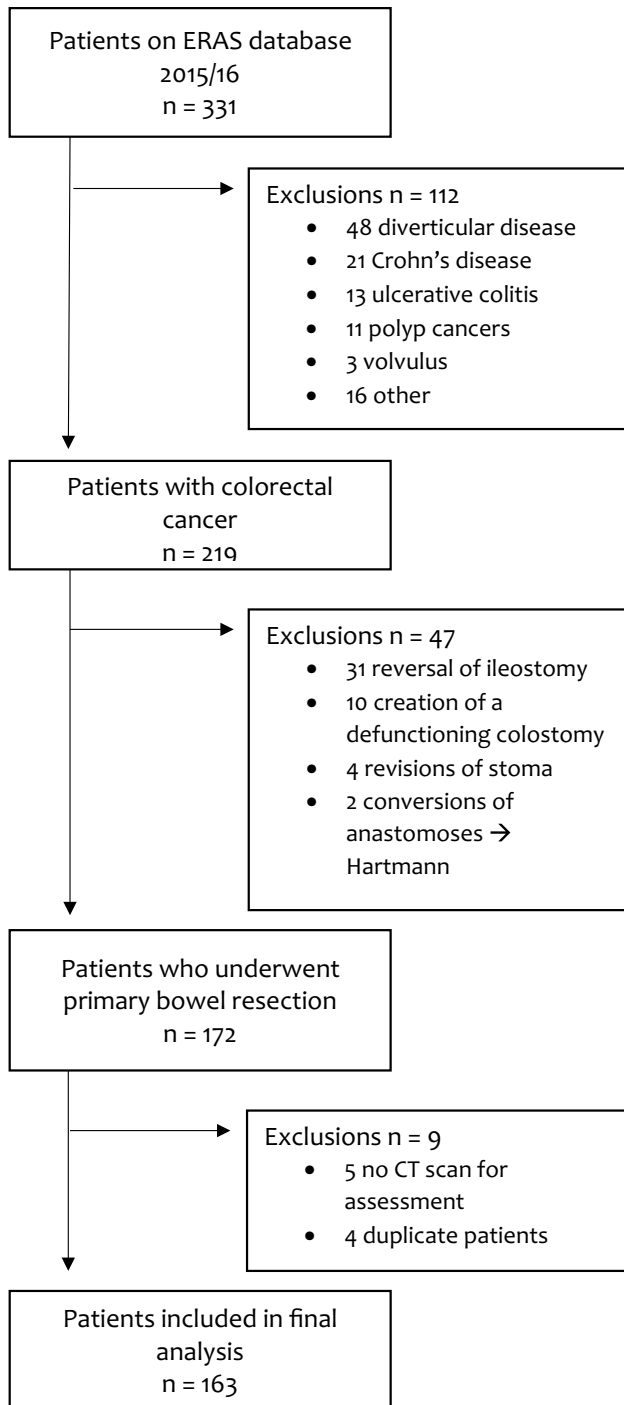 Patients on ERAS database
2015/16
n = 331
Exclusions n = 112
• 48 diverticular disease
• 21 Crohn’s disease
• 13 ulcerative colitis
• 11 polyp cancers
• 3 volvulus
• 16 other
Patients with colorectal
cancer
n = 219
Exclusions n = 47
• 31 reversal of ileostomy
• 10 creation of a
defunctioning colostomy
• 4 revisions of stoma
• 2 conversions of
anastomoses →
Hartmann
Patients who underwent
primary bowel resection
n = 172
Exclusions n = 9
• 5 no CT scan for
assessment
• 4 duplicate patients
Patients included in final
analysis
n = 163